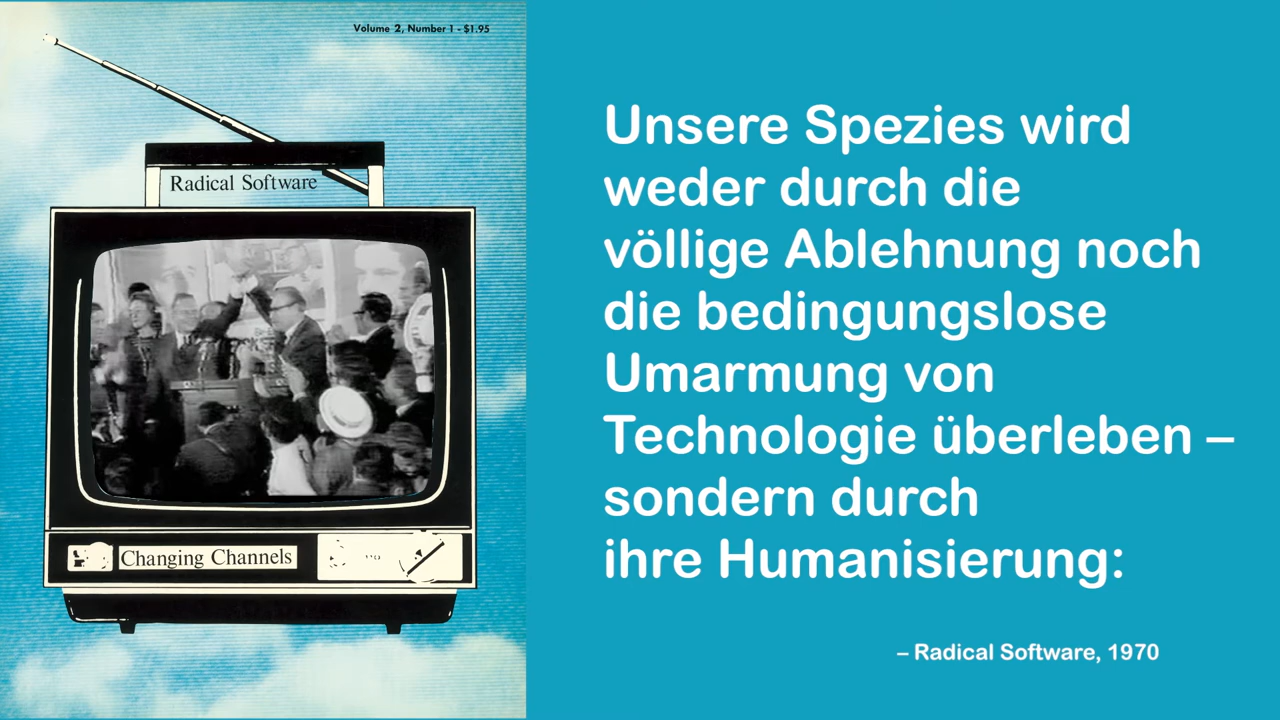 Volume 2, Number 1 - $1.95
Radical Software
Changing Channels
Unsere Spezies wird
weder durch die
völlige Ablehnung noch
die bedingungslose
Umarmung von
Technologie überleben –
sondern durch
ihre Humanisierung:
– Radical Software, 1970